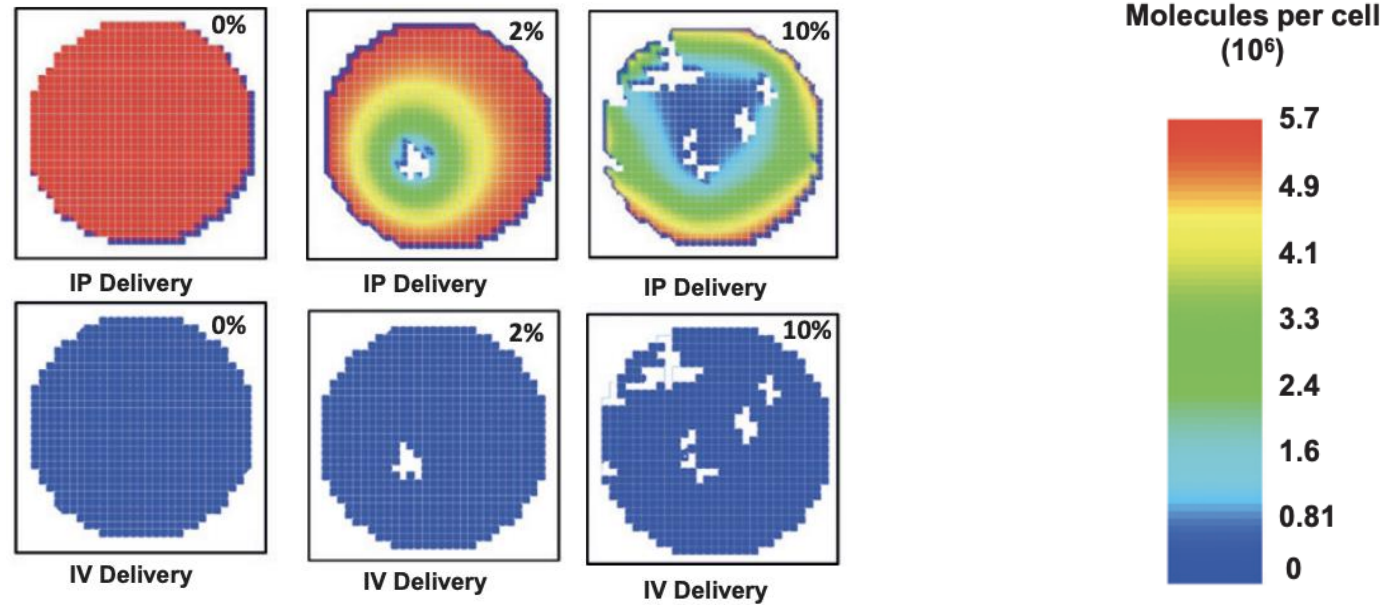 0%
2%
10%
IP Delivery
IP Delivery
IP Delivery
0%
2%
10%
IV Delivery
IV Delivery
IV Delivery
Molecules per cell
(10⁶)
5.7
4.9
4.1
3.3
2.4
1.6
0.81
0